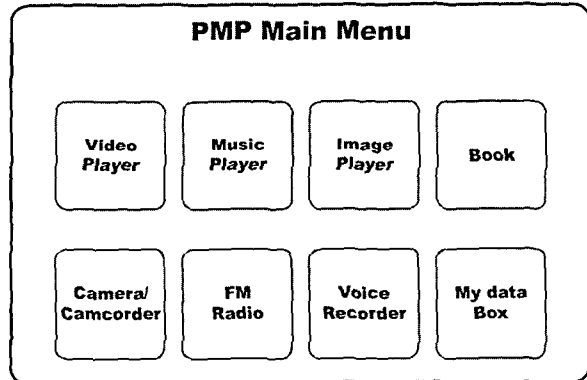 PMP Main Menu
Video
Player
Music
Player
Image
Player
Book
Camera/
Camcorder
FM
Radio
Voice
Recorder
My data
Box